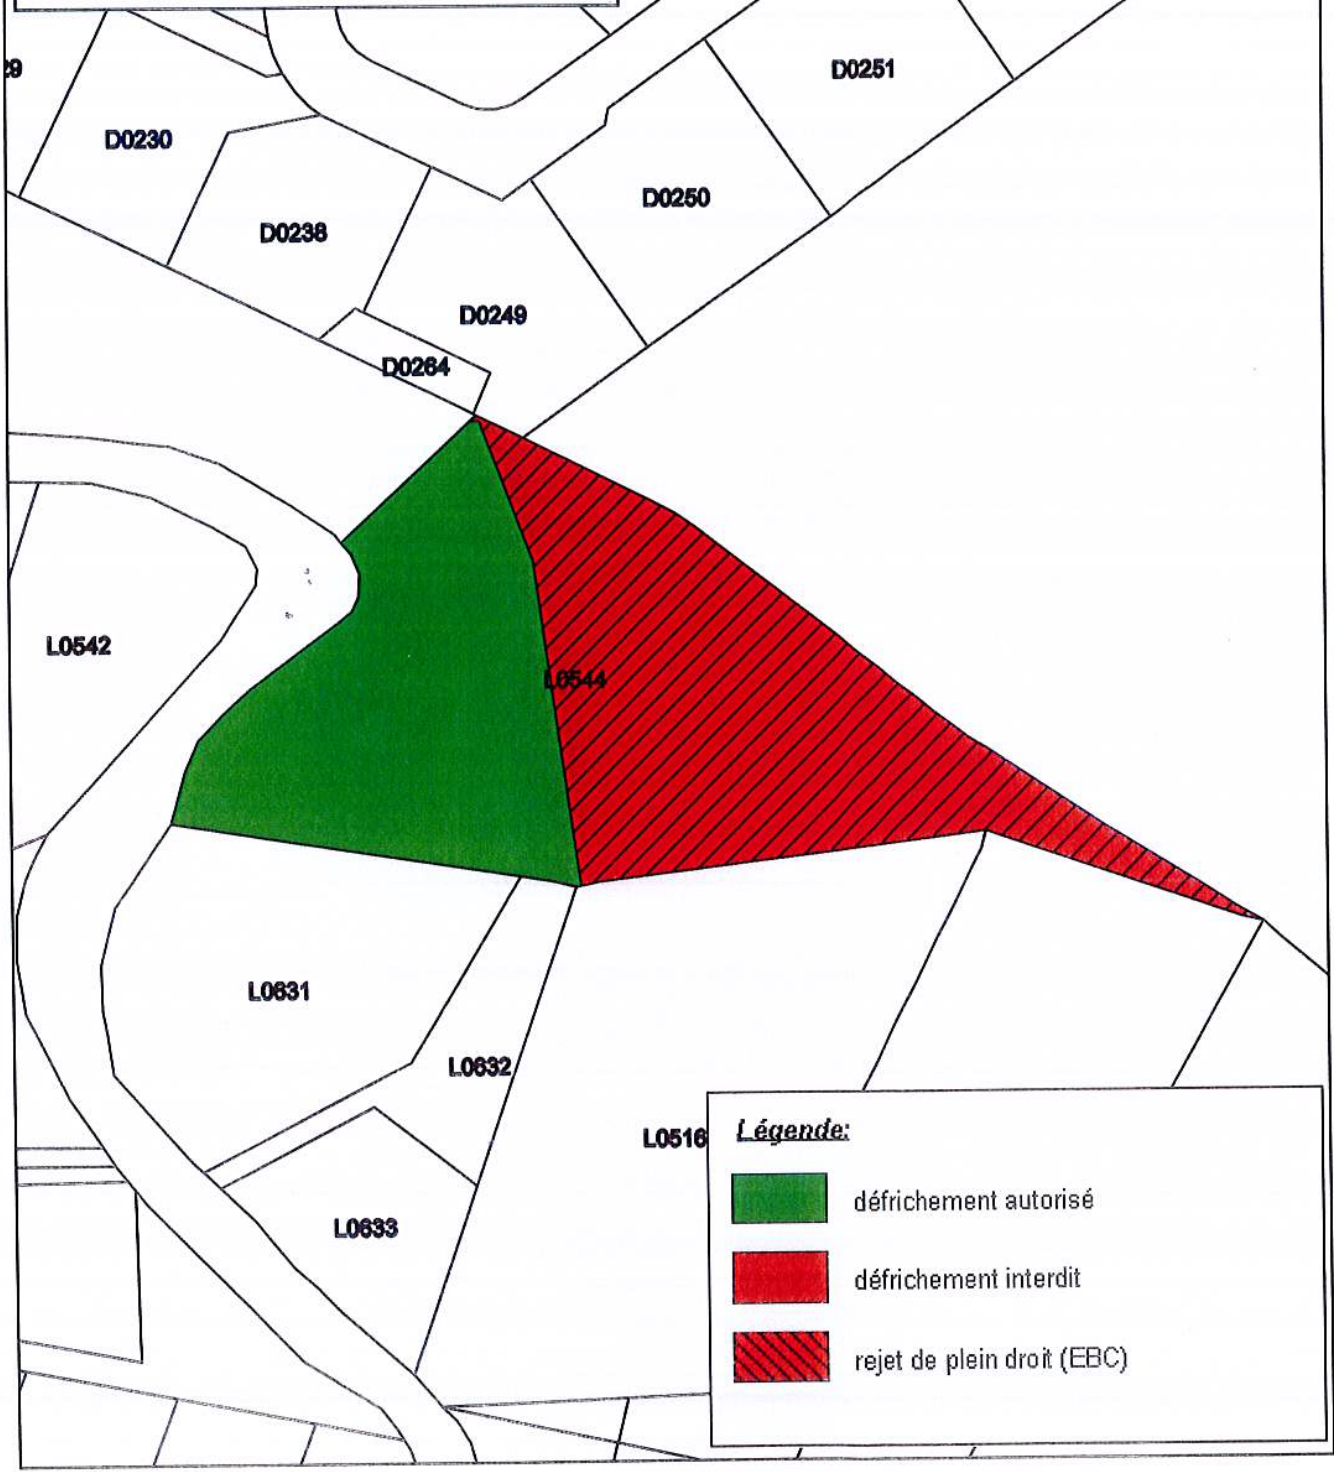 D0251
D0230
D0250
D0238
D0249
D0264
L0542
L0544
L0631
L0632
L0516
L0633
Légende:
défrichement autorisé
défrichement interdit
rejet de plein droit (EBC)